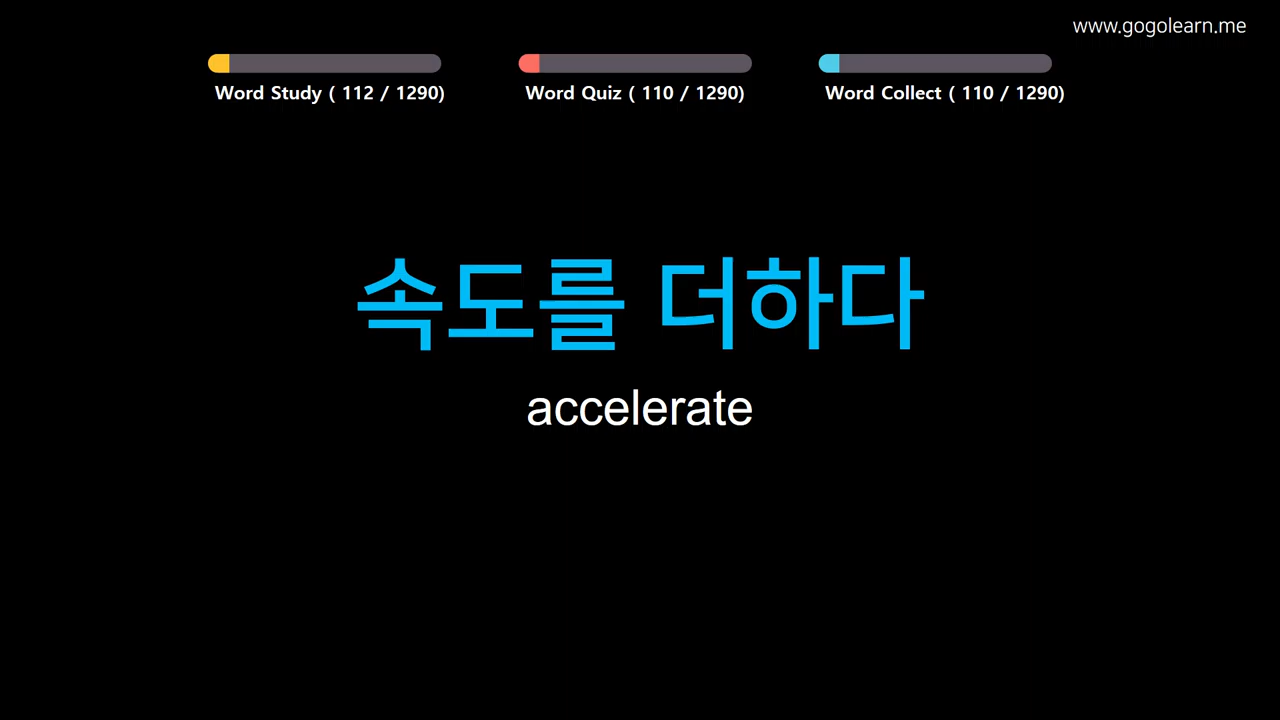 www.gogolearn.me
Word Study ( 112 / 1290)
Word Quiz ( 110 / 1290)
Word Collect ( 110 / 1290)
속도를 더하다
accelerate